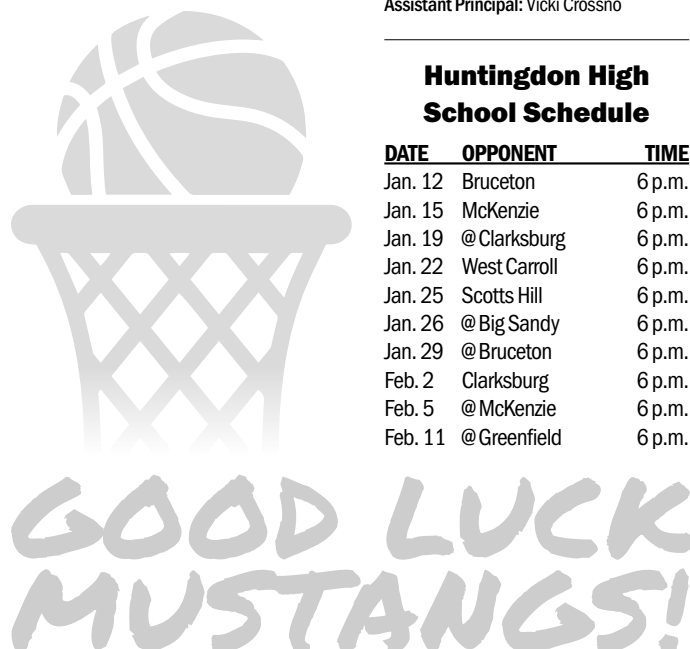 Assistant Principal: Vicki Crossno
Huntingdon High
School Schedule
DATE OPPONENT TIME
Jan. 12 Bruceton 6 p.m.
Jan. 15 McKenzie 6 p.m.
Jan. 19 @Clarksburg 6 p.m.
Jan. 22 West Carroll 6 p.m.
Jan. 25 Scotts Hill 6 p.m.
Jan. 26 @Big Sandy 6 p.m.
Jan. 29 @Bruceton 6 p.m.
Feb. 2 Clarksburg 6 p.m.
Feb. 5 @McKenzie 6 p.m.
Feb. 11 @Greenfield 6 p.m.
GOOD LUCK
MUSTANGS!